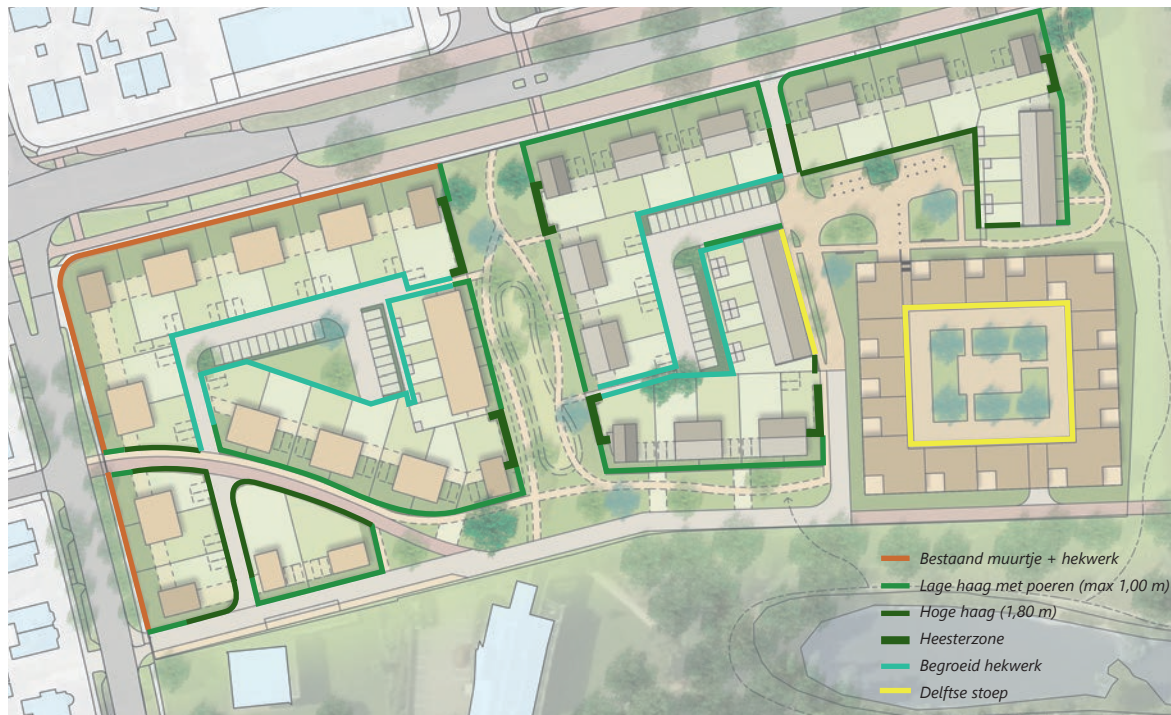 Bestaand muurtje + hekwerk
Lage haag met poeren (max 1,00 m)
Hoge haag (1,80 m)
Heesterzone
Begroeid hekwerk
Delftse stoep